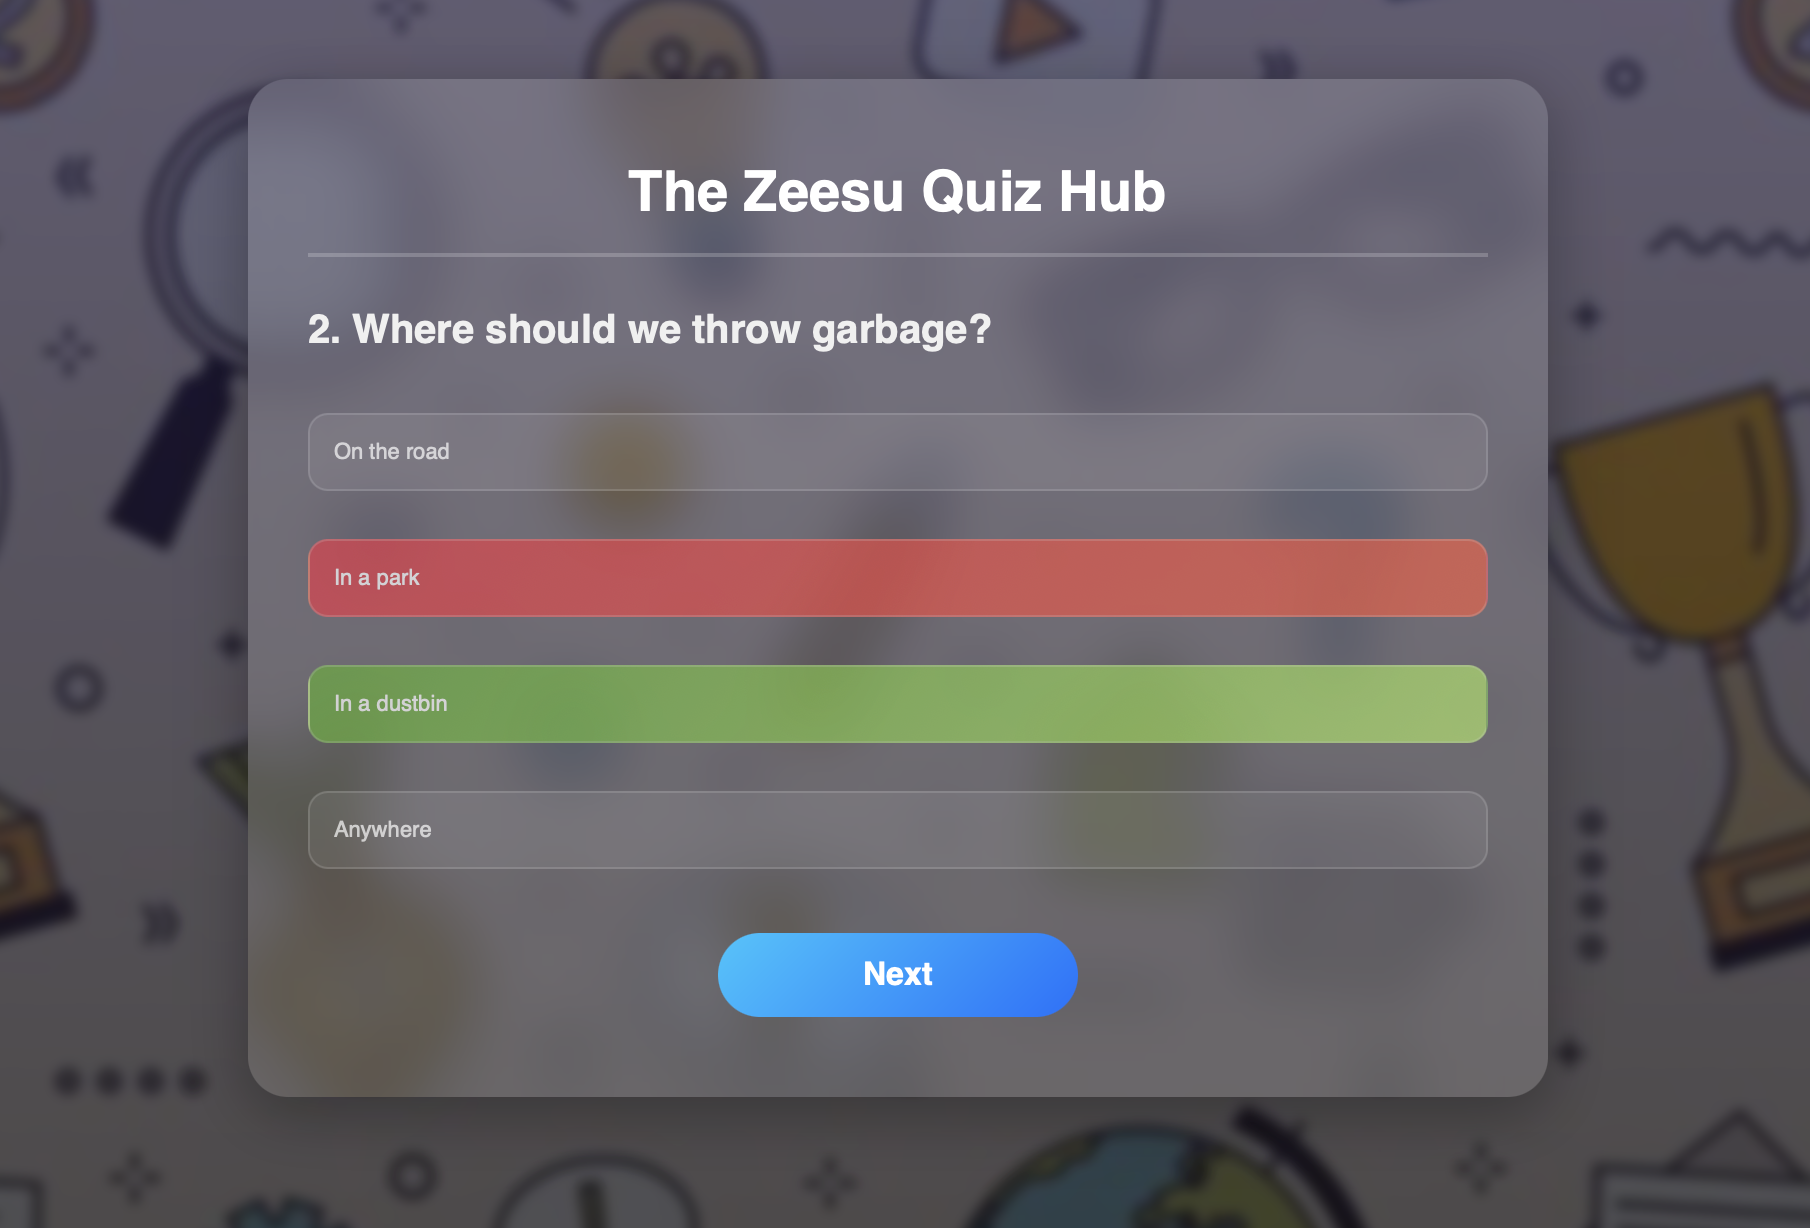 The Zeesu Quiz Hub
2. Where should we throw garbage?
On the road
In a park
In a dustbin
Anywhere
Next